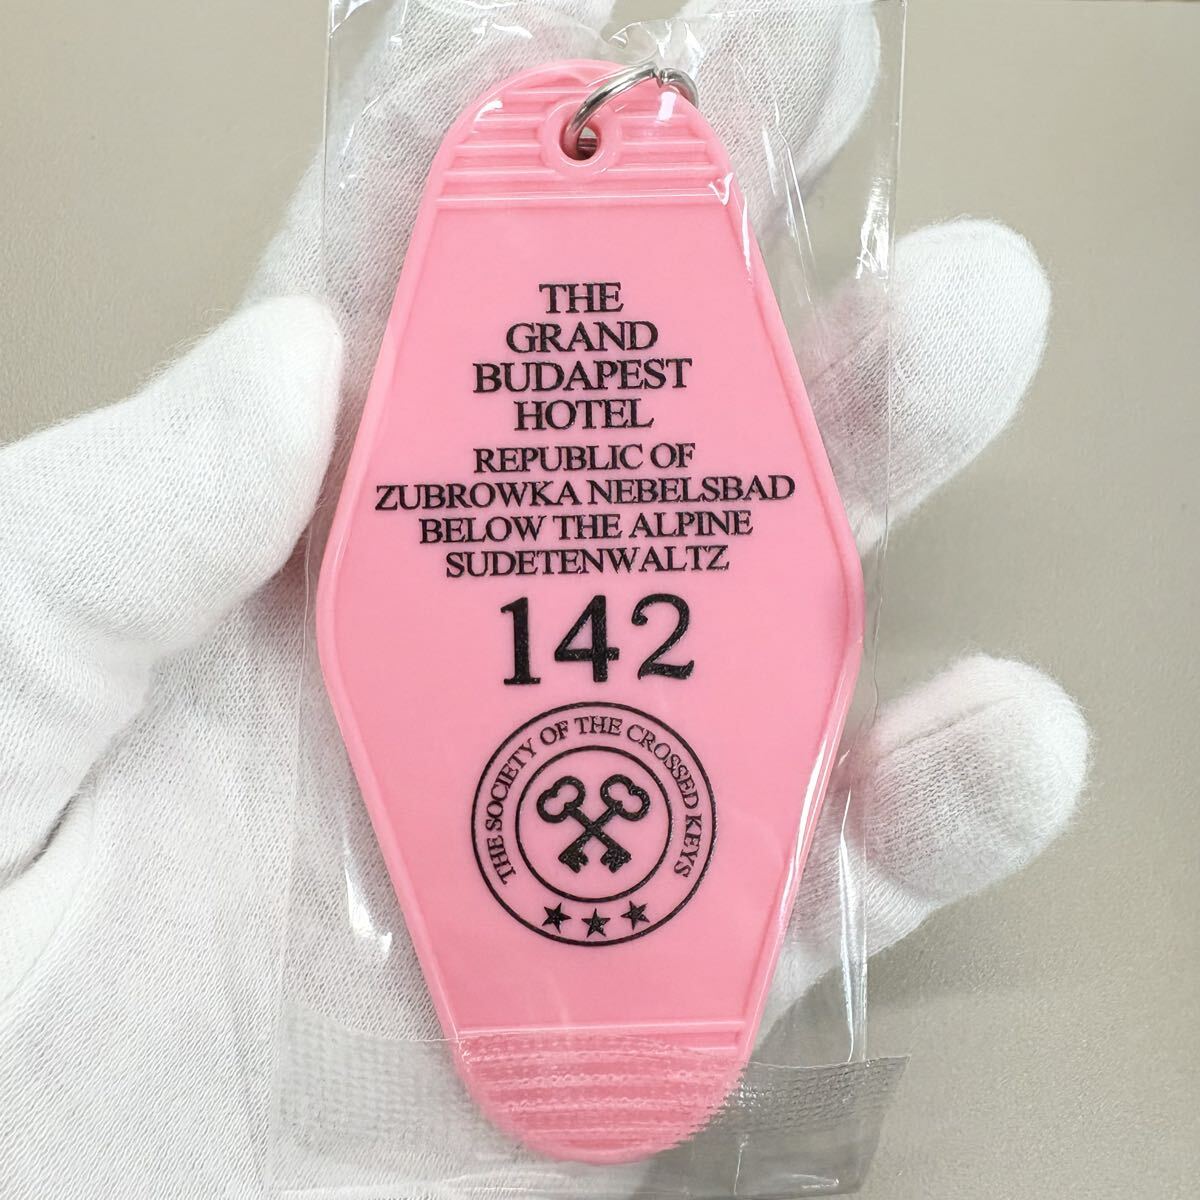 THE
GRAND
BUDAPEST
HOTEL
REPUBLIC OF
ZUBROWKA NEBELSBAD
BELOW THE ALPINE
SUDETENWALTZ
142
THE SOCIETY OF THE CROSSED KEYS